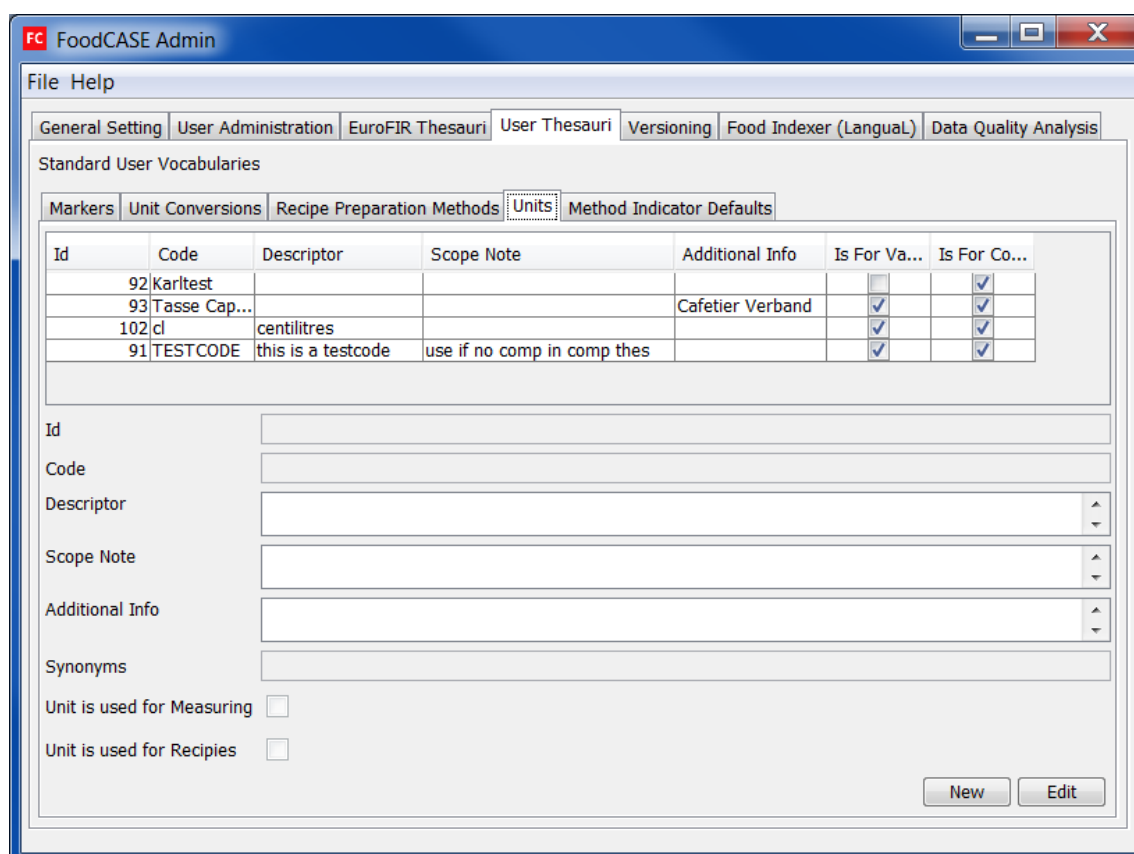 FC FoodCASE Admin
File Help
General Setting User Administration EuroFIR Thesauri User Thesauri Versioning Food Indexer (LanguaL) Data Quality Analysis
Standard User Vocabularies
Markers Unit Conversions Recipe Preparation Methods Units Method Indicator Defaults
Id Code Descriptor Scope Note Additional Info Is For Va... Is For Co...
92 Karltest
93 Tasse Cap... Cafetier Verband
102 cl centilitres
91 TESTCODE this is a testcode use if no comp in comp thes
Id
Code
Descriptor
Scope Note
Additional Info
Synonyms
Unit is used for Measuring
Unit is used for Recipies
New Edit